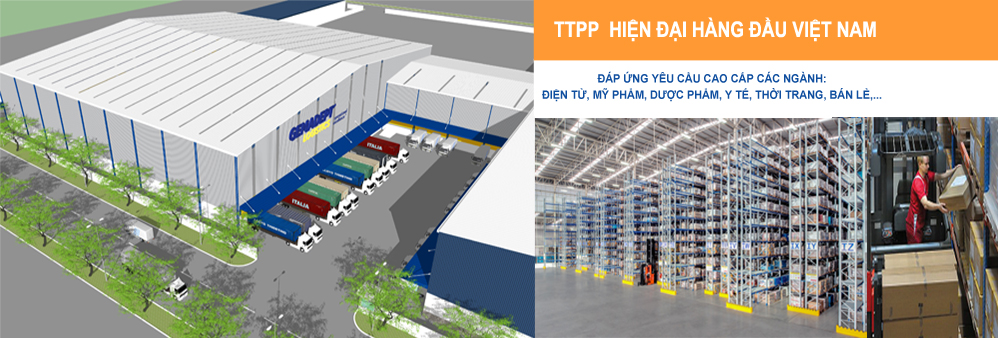 TTPP HIỆN ĐẠI HÀNG ĐẦU VIỆT NAM
ĐÁP ỨNG YÊU CẦU CAO CẤP CÁC NGÀNH:
ĐIỆN TỬ, MỸ PHẨM, DƯỢC PHẨM, Y TẾ, THỜI TRANG, BÁN LẺ,...
GEMADEPT
ITALIA
ITALIA